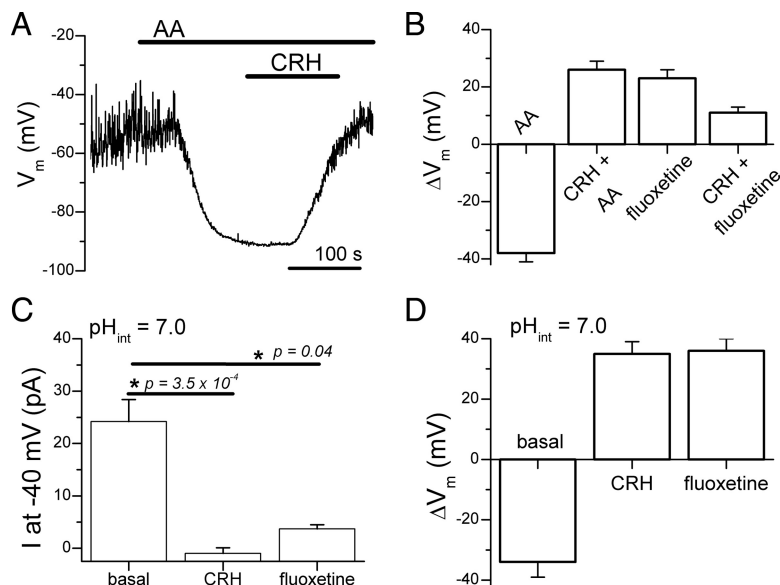 A
AA
CRH
-20
-40
-60
-80
-100
Vm (mV)
100 s
B
40
20
0
-20
-40
ΔVm (mV)
AA
CRH +
AA
fluoxetine
CRH +
fluoxetine
C
pHint = 7.0
* p = 0.04
* p = 3.5 x 10-4
40
30
20
10
0
I at -40 mV (pA)
basal
CRH
fluoxetine
D
pHint = 7.0
40
20
0
-20
-40
ΔVm (mV)
basal
CRH
fluoxetine